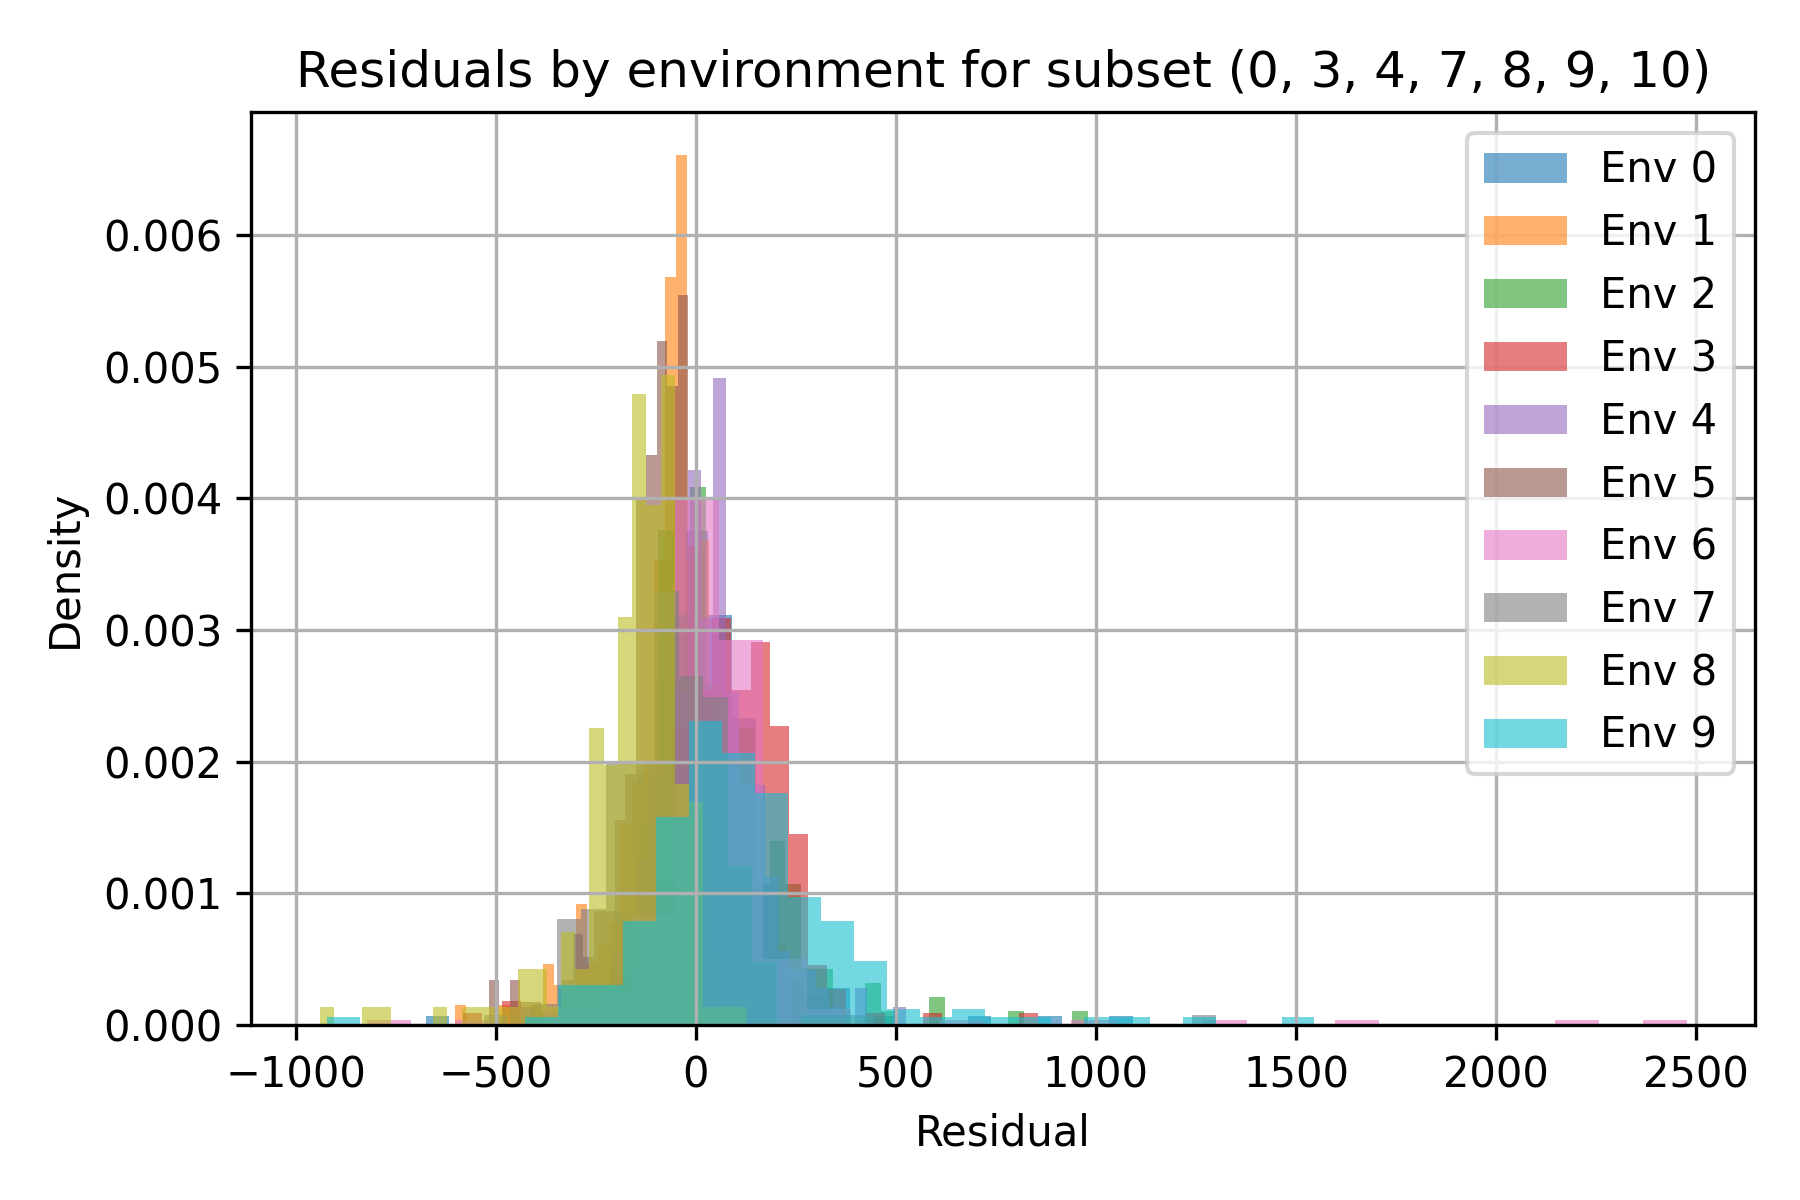 Residuals by environment for subset (0, 3, 4, 7, 8, 9, 10)
Env 0
Env 1
Env 2
Env 3
Env 4
Env 5
Env 6
Env 7
Env 8
Env 9
Density
0.006
0.005
0.004
0.003
0.002
0.001
0.000
−1000 −500 0 500 1000 1500 2000 2500
Residual